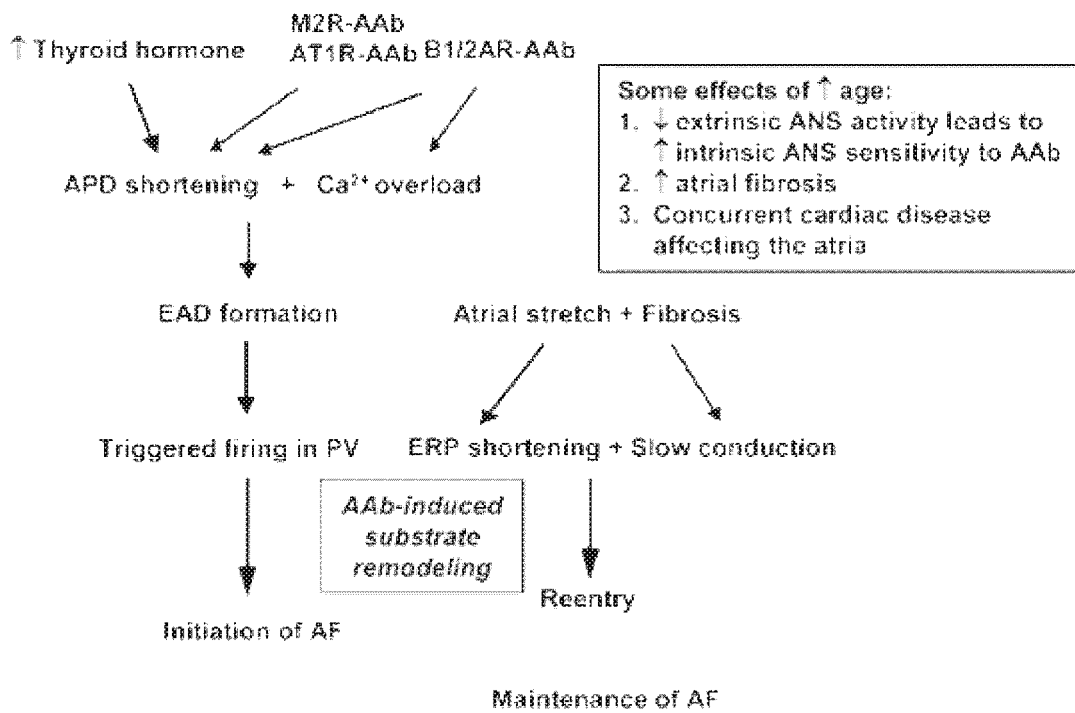 M2R-AAb
↑ Thyroid hormone AT1R-AAb B1/2AR-AAb
Some effects of ↑ age:
1. ↓ extrinsic ANS activity leads to
↑ intrinsic ANS sensitivity to AAb
2. ↑ atrial fibrosis
3. Concurrent cardiac disease
affecting the atria
APD shortening + Ca²⁺ overload
EAD formation
Atrial stretch + Fibrosis
Triggered firing in PV
ERP shortening + Slow conduction
AAb-induced
substrate
remodeling
Reentry
Initiation of AF
Maintenance of AF